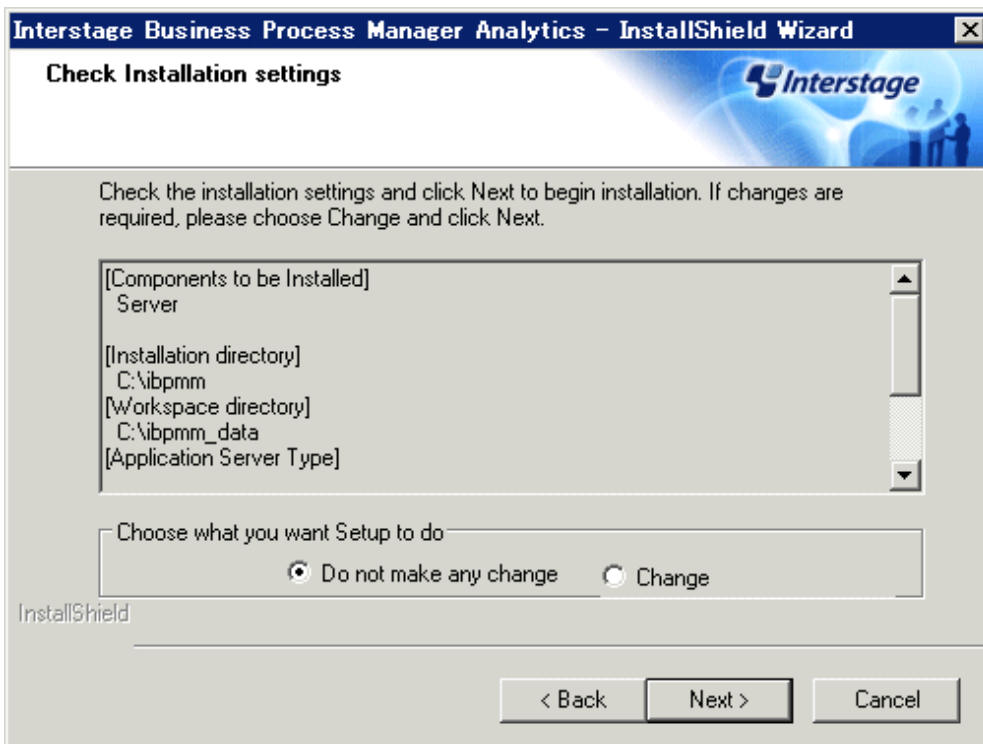 Interstage Business Process Manager Analytics - InstallShield Wizard
Check Installation settings
Interstage
Check the installation settings and click Next to begin installation. If changes are
required, please choose Change and click Next.
[Components to be Installed]
Server
[Installation directory]
C:\ibpmm
[Workspace directory]
C:\ibpmm_data
[Application Server Type]
Choose what you want Setup to do
Do not make any change Change
InstallShield
< Back Next > Cancel